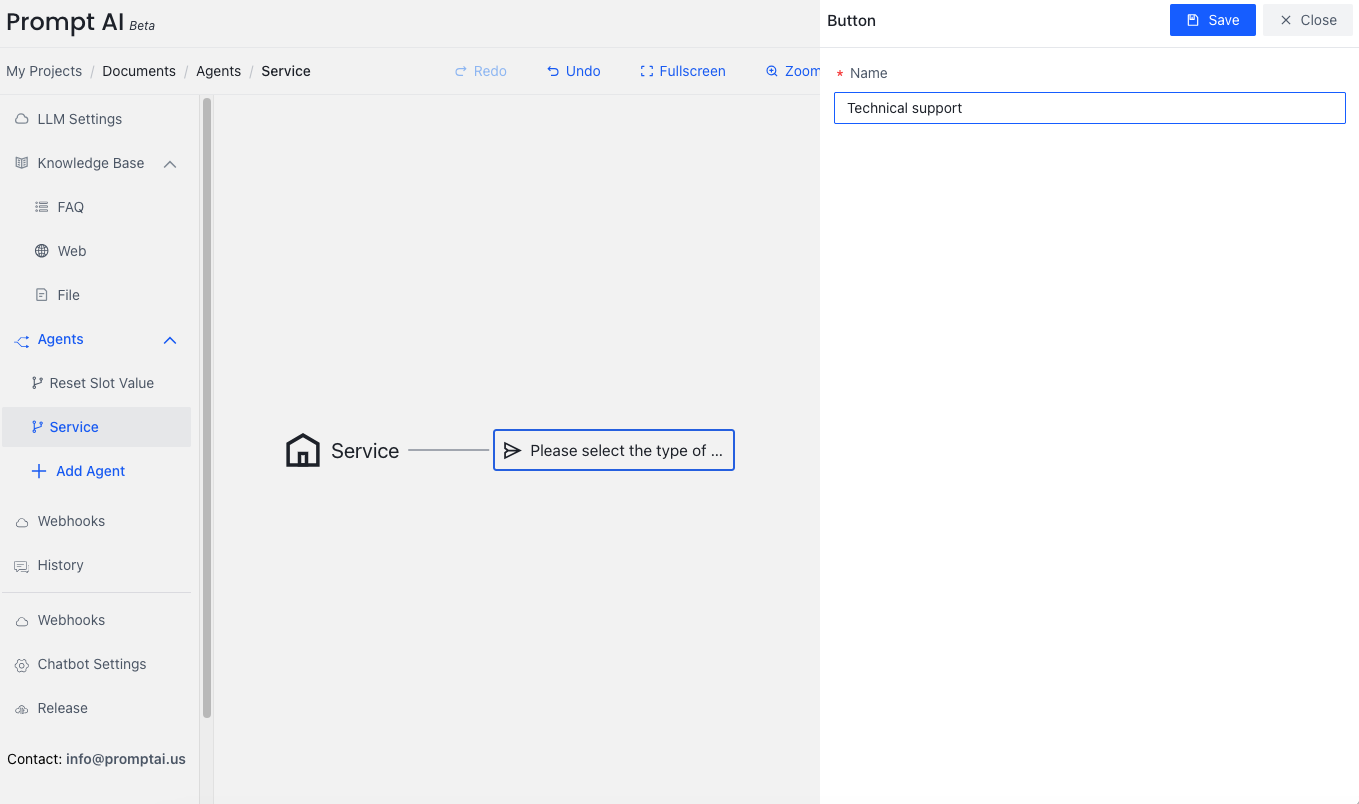 Prompt AI Beta
Button
Save
Close
My Projects / Documents / Agents / Service
Redo
Undo
Fullscreen
Zoom
* Name
Technical support
LLM Settings
Knowledge Base
FAQ
Web
File
Agents
Reset Slot Value
Service
Add Agent
Webhooks
History
Webhooks
Chatbot Settings
Release
Contact: info@promptai.us
Service
Please select the type of ...